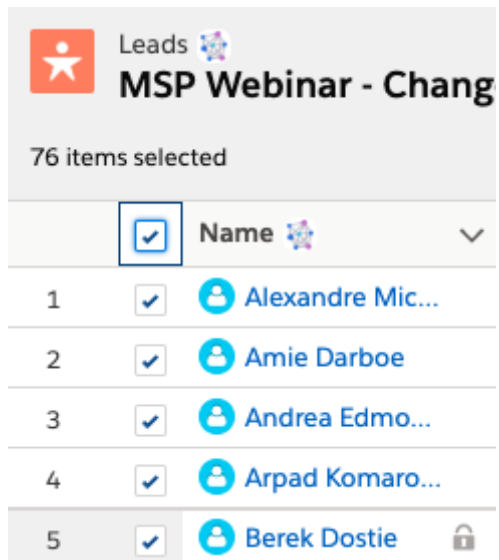 Leads
MSP Webinar - Chang
76 items selected
Name
1 Alexandre Mic...
2 Amie Darboe
3 Andrea Edmo...
4 Arpad Komaro...
5 Berek Dostie